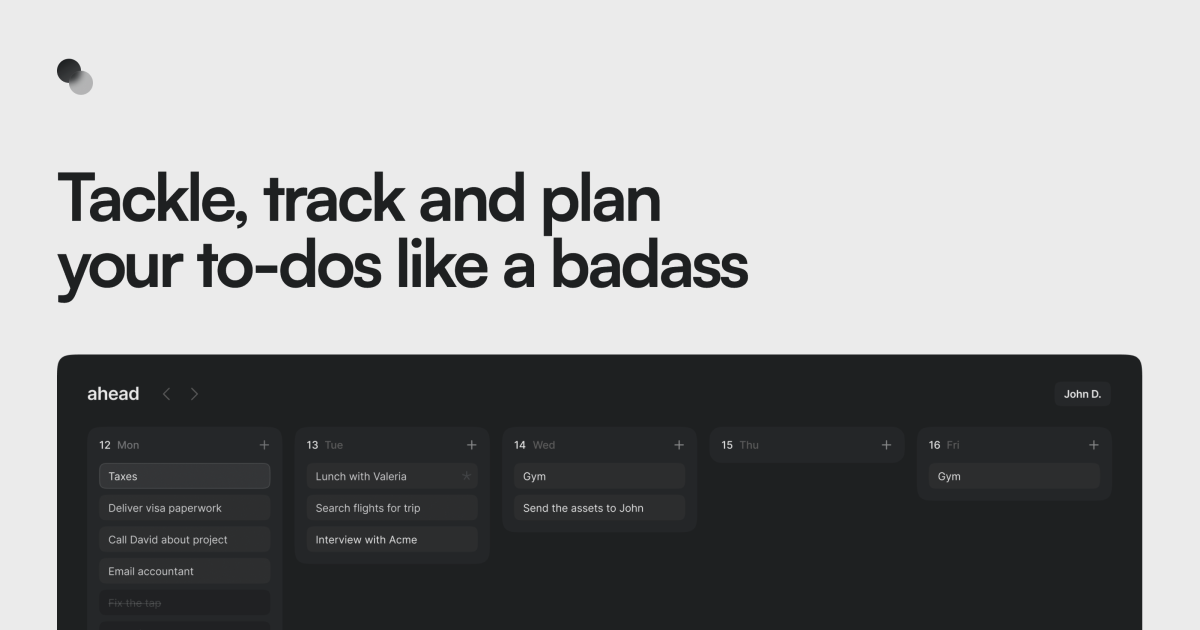 Tackle, track and plan
your to-dos like a badass
ahead
John D.
12 Mon
Taxes
Deliver visa paperwork
Call David about project
Email accountant
Fix the tap
13 Tue
Lunch with Valeria
Search flights for trip
Interview with Acme
14 Wed
Gym
Send the assets to John
15 Thu
16 Fri
Gym